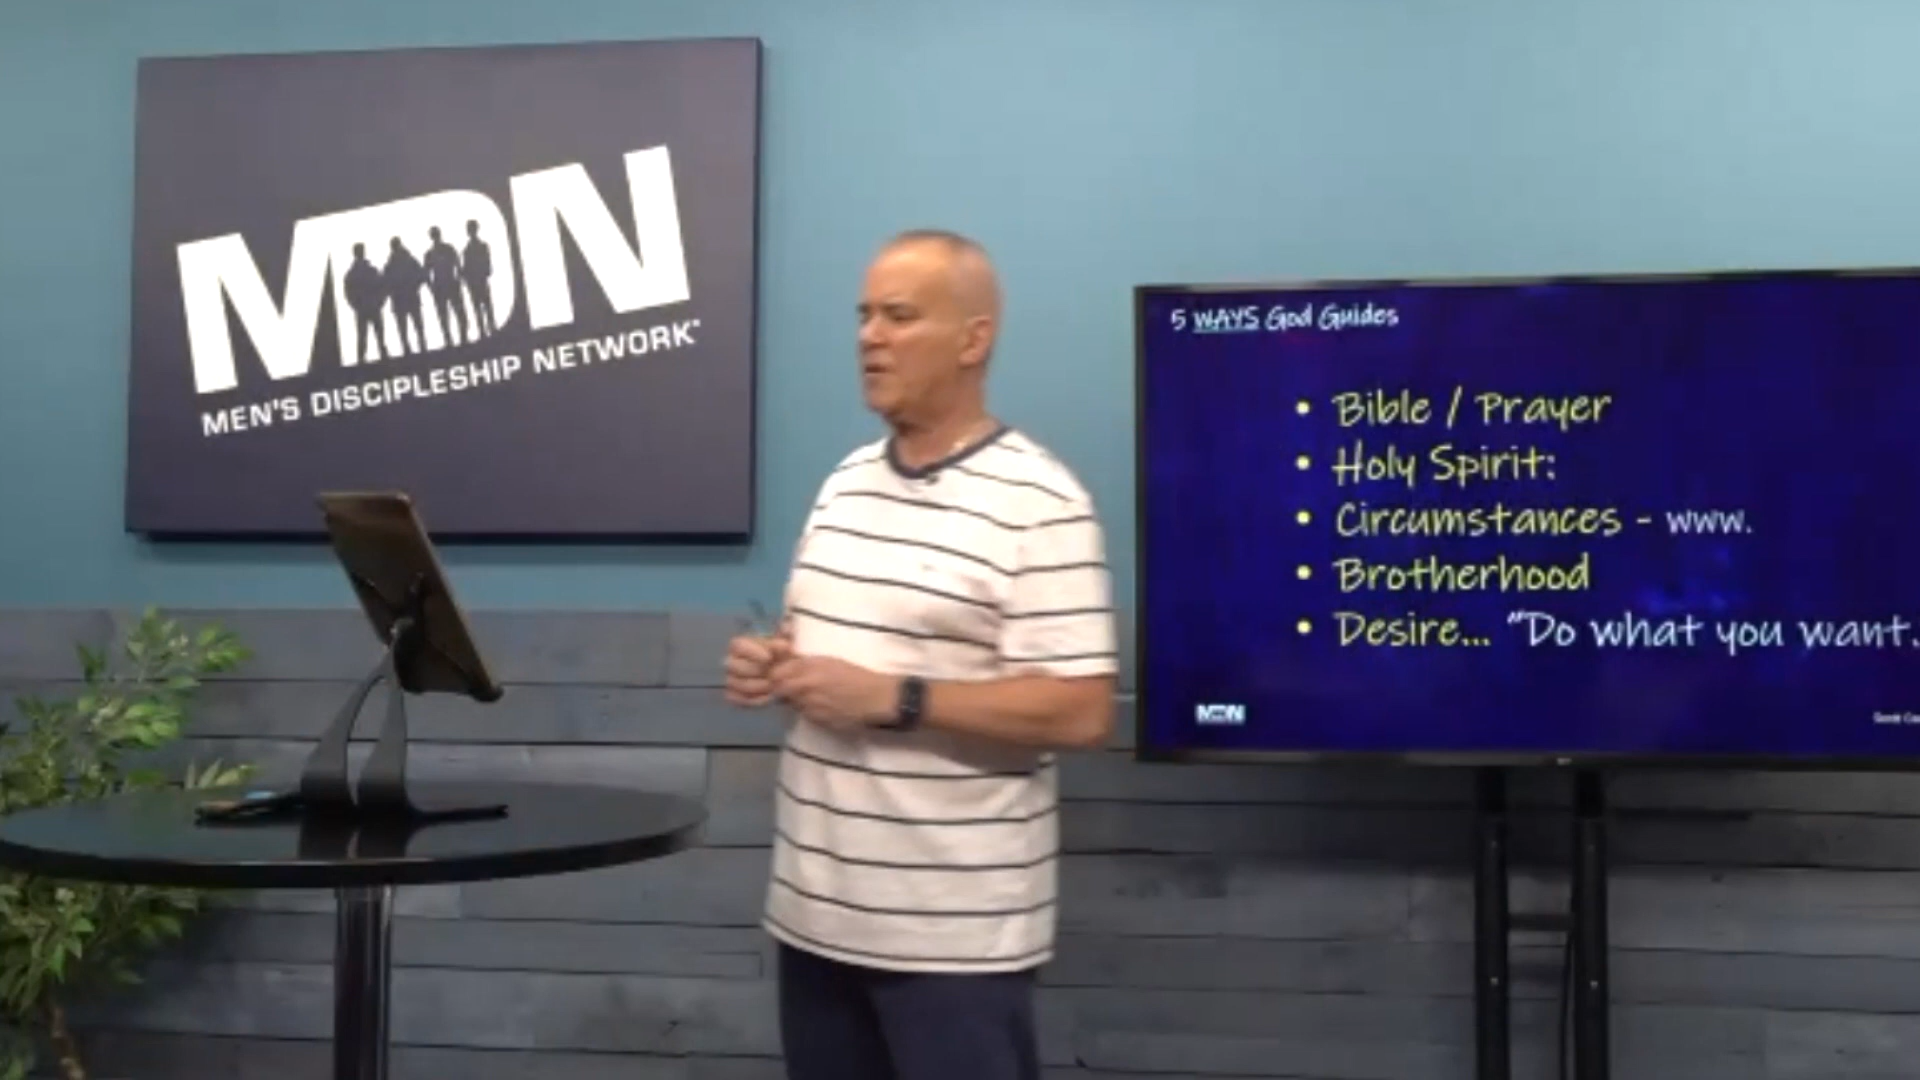 MDN
MEN'S DISCIPLESHIP NETWORK
5 WAYS God Guides
• Bible / Prayer
• Holy Spirit:
• Circumstances - www.
• Brotherhood
• Desire... "Do what you want.
MDN